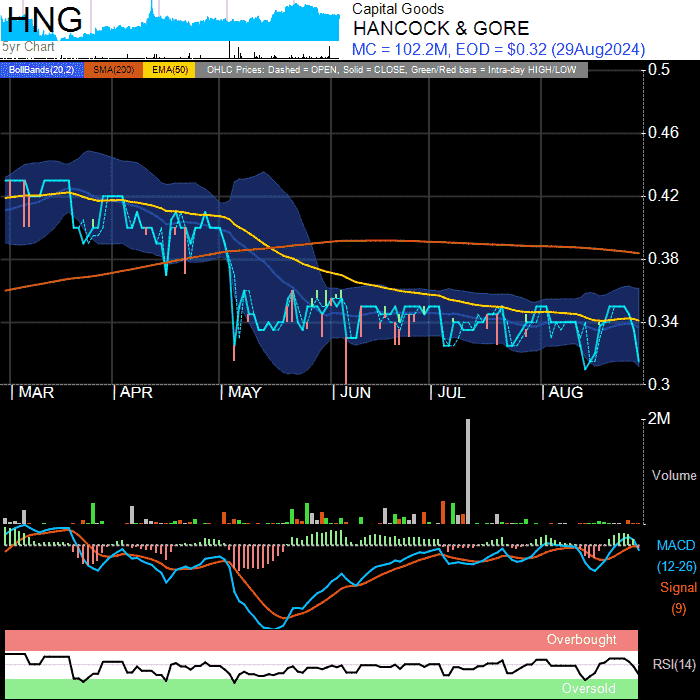 HNG
5yr Chart
Capital Goods
HANCOCK & GORE
MC = 102.2M, EOD = $0.32 (29Aug2024)
BollBands(20,2) SMA(200) EMA(50) OHLC Prices: Dashed = OPEN, Solid = CLOSE, Green/Red bars = Intra-day HIGH/LOW
0.5
0.46
0.42
0.38
0.34
0.3
MAR APR MAY JUN JUL AUG
2M
Volume
MACD
(12-26)
Signal
(9)
Overbought
RSI(14)
Oversold